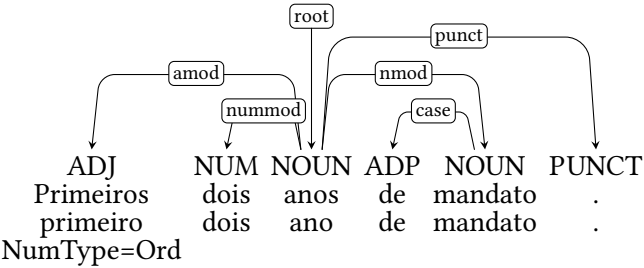 root
punct
amod
nmod
nummod
case
ADJ NUM NOUN ADP NOUN PUNCT
Primeiros dois anos de mandato .
primeiro dois ano de mandato .
NumType=Ord